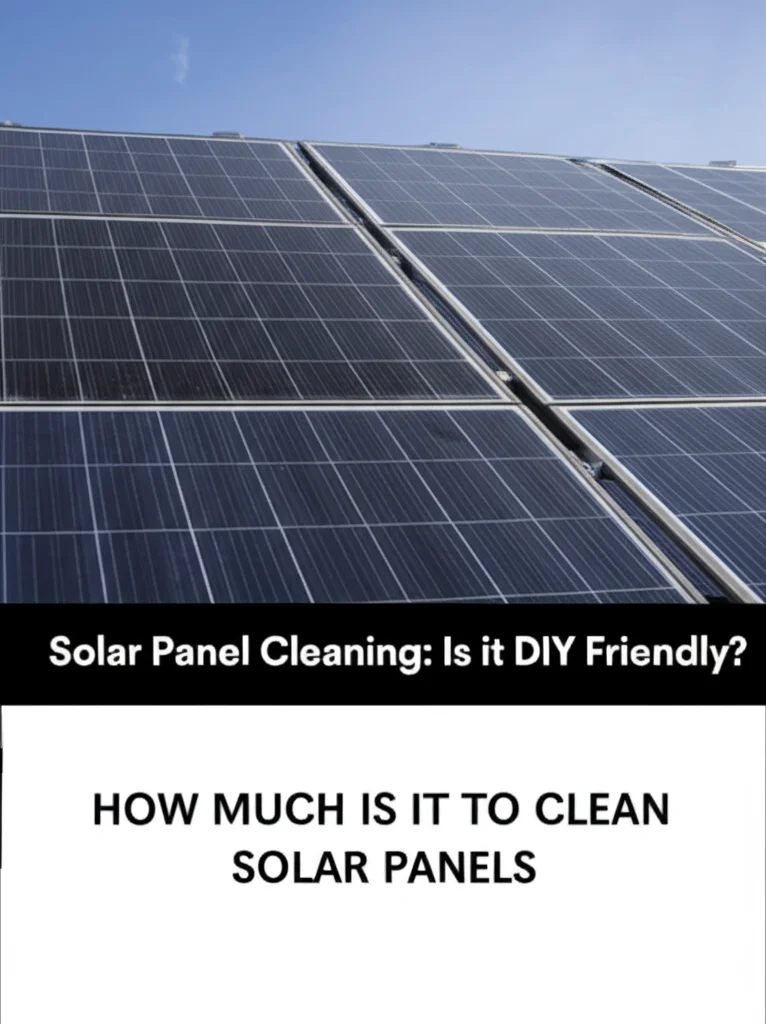 Solar Panel Cleaning: Is it DIY Friendly?
HOW MUCH IS IT TO CLEAN
SOLAR PANELS